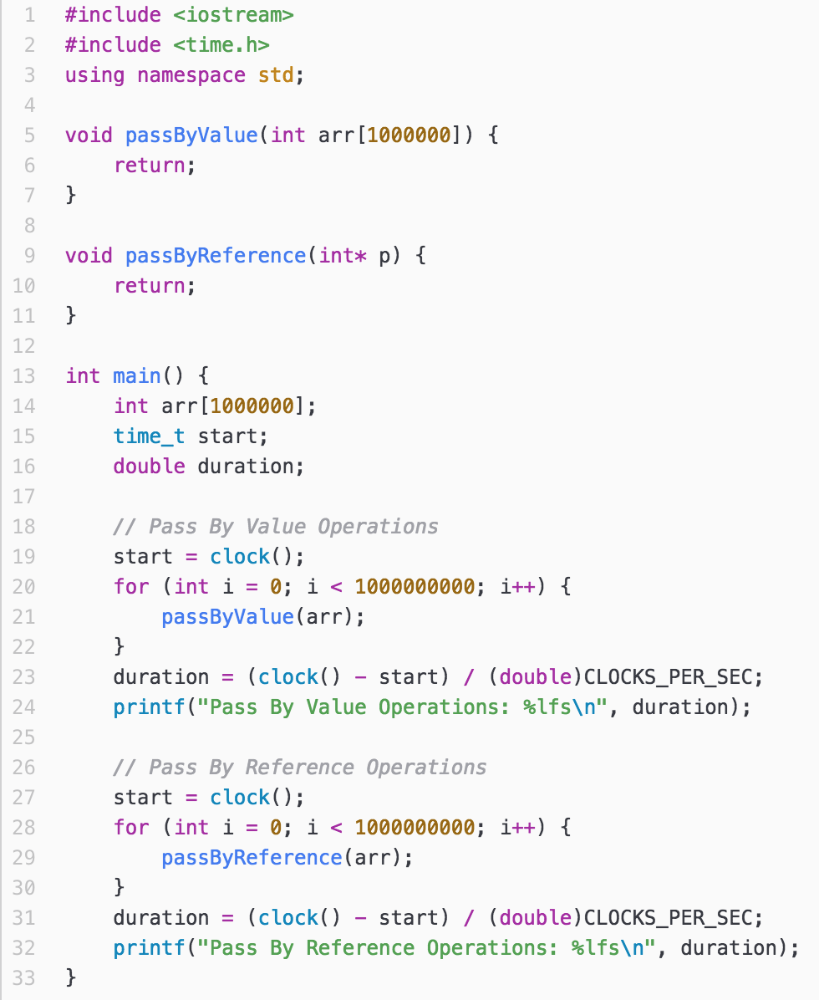 1 #include <iostream>
2 #include <time.h>
3 using namespace std;
4
5 void passByValue(int arr[1000000]) {
6     return;
7 }
8
9 void passByReference(int* p) {
10     return;
11 }
12
13 int main() {
14     int arr[1000000];
15     time_t start;
16     double duration;
17
18     // Pass By Value Operations
19     start = clock();
20     for (int i = 0; i < 1000000000; i++) {
21         passByValue(arr);
22     }
23     duration = (clock() - start) / (double)CLOCKS_PER_SEC;
24     printf("Pass By Value Operations: %lfs\n", duration);
25
26     // Pass By Reference Operations
27     start = clock();
28     for (int i = 0; i < 1000000000; i++) {
29         passByReference(arr);
30     }
31     duration = (clock() - start) / (double)CLOCKS_PER_SEC;
32     printf("Pass By Reference Operations: %lfs\n", duration);
33 }